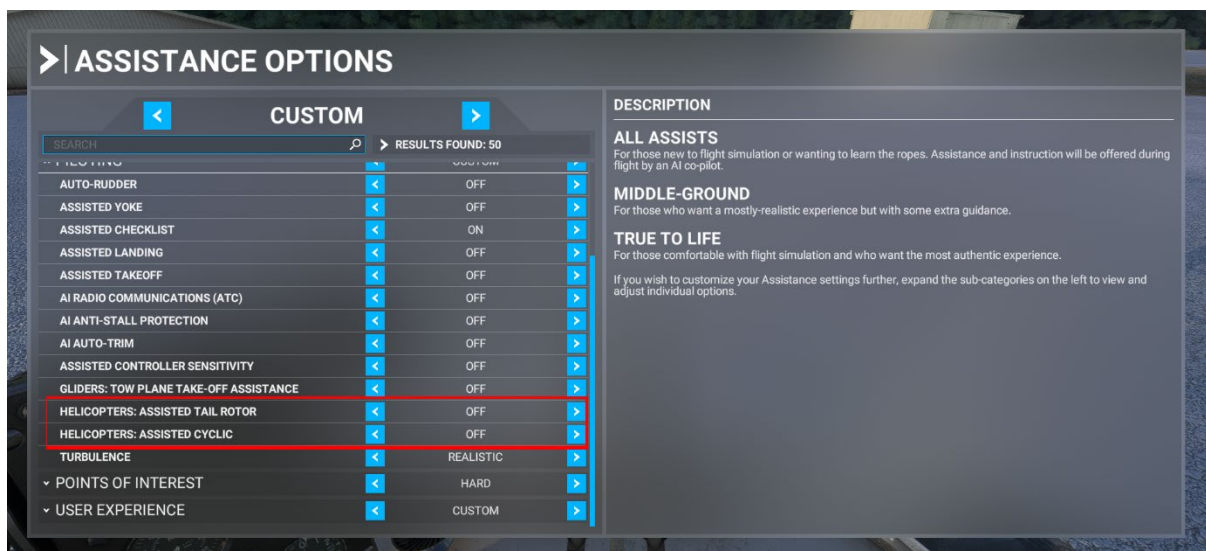 ASSISTANCE OPTIONS
CUSTOM
SEARCH
RESULTS FOUND: 50
PILOTING CUSTOM
AUTO-RUDDER OFF
ASSISTED YOKE OFF
ASSISTED CHECKLIST ON
ASSISTED LANDING OFF
ASSISTED TAKEOFF OFF
AI RADIO COMMUNICATIONS (ATC) OFF
AI ANTI-STALL PROTECTION OFF
AI AUTO-TRIM OFF
ASSISTED CONTROLLER SENSITIVITY OFF
GLIDERS: TOW PLANE TAKE-OFF ASSISTANCE OFF
HELICOPTERS: ASSISTED TAIL ROTOR OFF
HELICOPTERS: ASSISTED CYCLIC OFF
TURBULENCE REALISTIC
POINTS OF INTEREST HARD
USER EXPERIENCE CUSTOM
DESCRIPTION
ALL ASSISTS
For those new to flight simulation or wanting to learn the ropes. Assistance and instruction will be offered during
flight by an AI co-pilot.
MIDDLE-GROUND
For those who want a mostly-realistic experience but with some extra guidance.
TRUE TO LIFE
For those comfortable with flight simulation and who want the most authentic experience.
If you wish to customize your Assistance settings further, expand the sub-categories on the left to view and
adjust individual options.